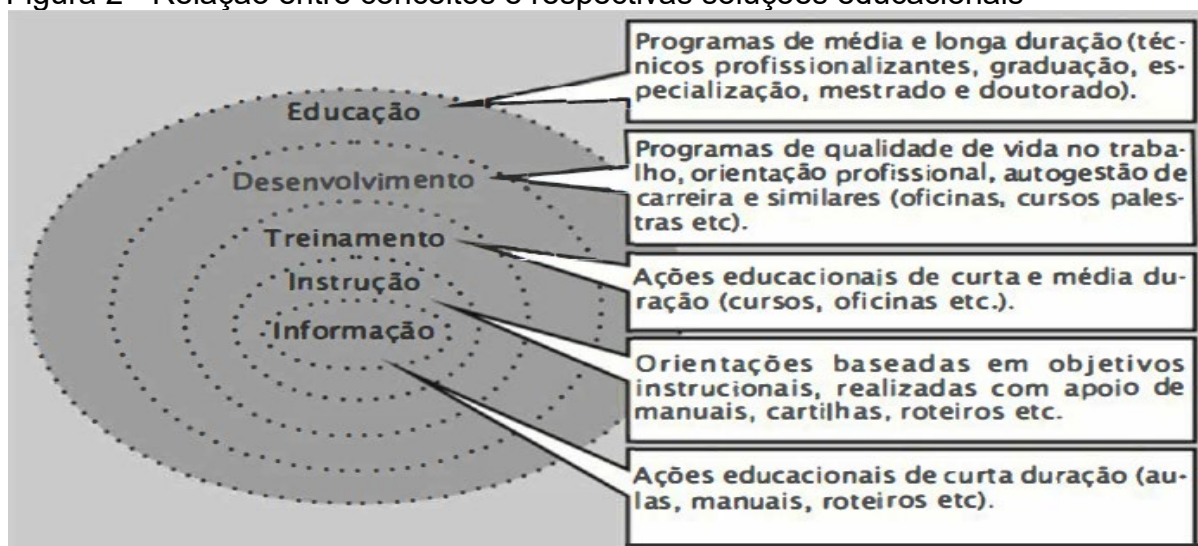 Figura 2 - Relação entre conceitos e respectivas soluções educacionais
Educação
Desenvolvimento
Treinamento
Instrução
Informação
Programas de média e longa duração (téc-
nicos profissionalizantes, graduação, es-
pecialização, mestrado e doutorado).
Programas de qualidade de vida no traba-
lho, orientação profissional, autogestão de
carreira e similares (oficinas, cursos pales-
tras etc).
Ações educacionais de curta e média du-
ração (cursos, oficinas etc.).
Orientações baseadas em objetivos
instrucionais, realizadas com apoio de
manuais, cartilhas, roteiros etc.
Ações educacionais de curta duração (au-
las, manuais, roteiros etc).